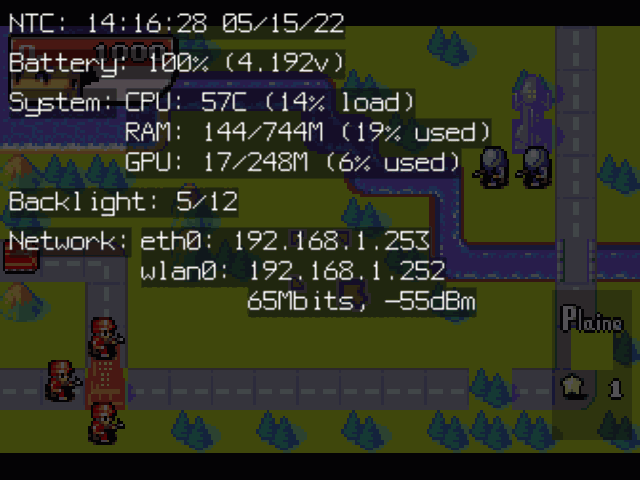 NTC: 14:16:28 05/15/22
Battery: 100% (4.192v)
System: CPU: 57C (14% load)
RAM: 144/744M (19% used)
GPU: 17/248M (6% used)
Backlight: 5/12
Network: eth0: 192.168.1.253
wlan0: 192.168.1.252
65Mbits, -55dBm
Plaine
1